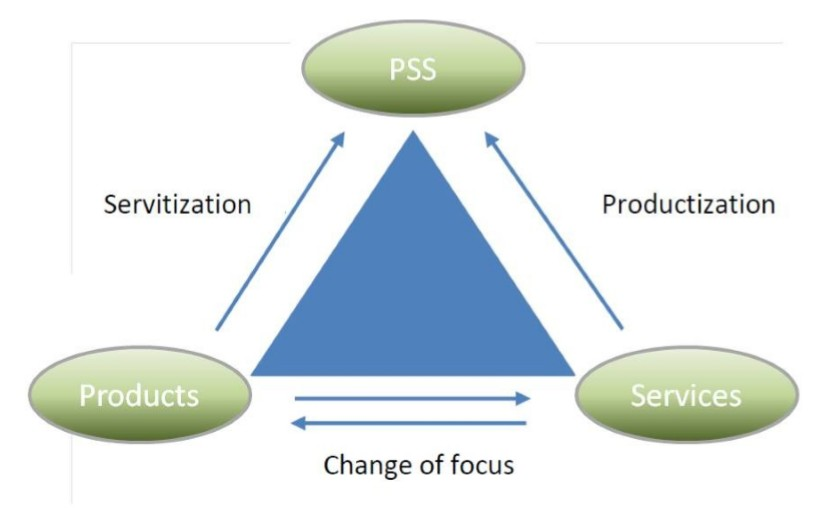 PSS
Servitization
Productization
Products
Services
Change of focus